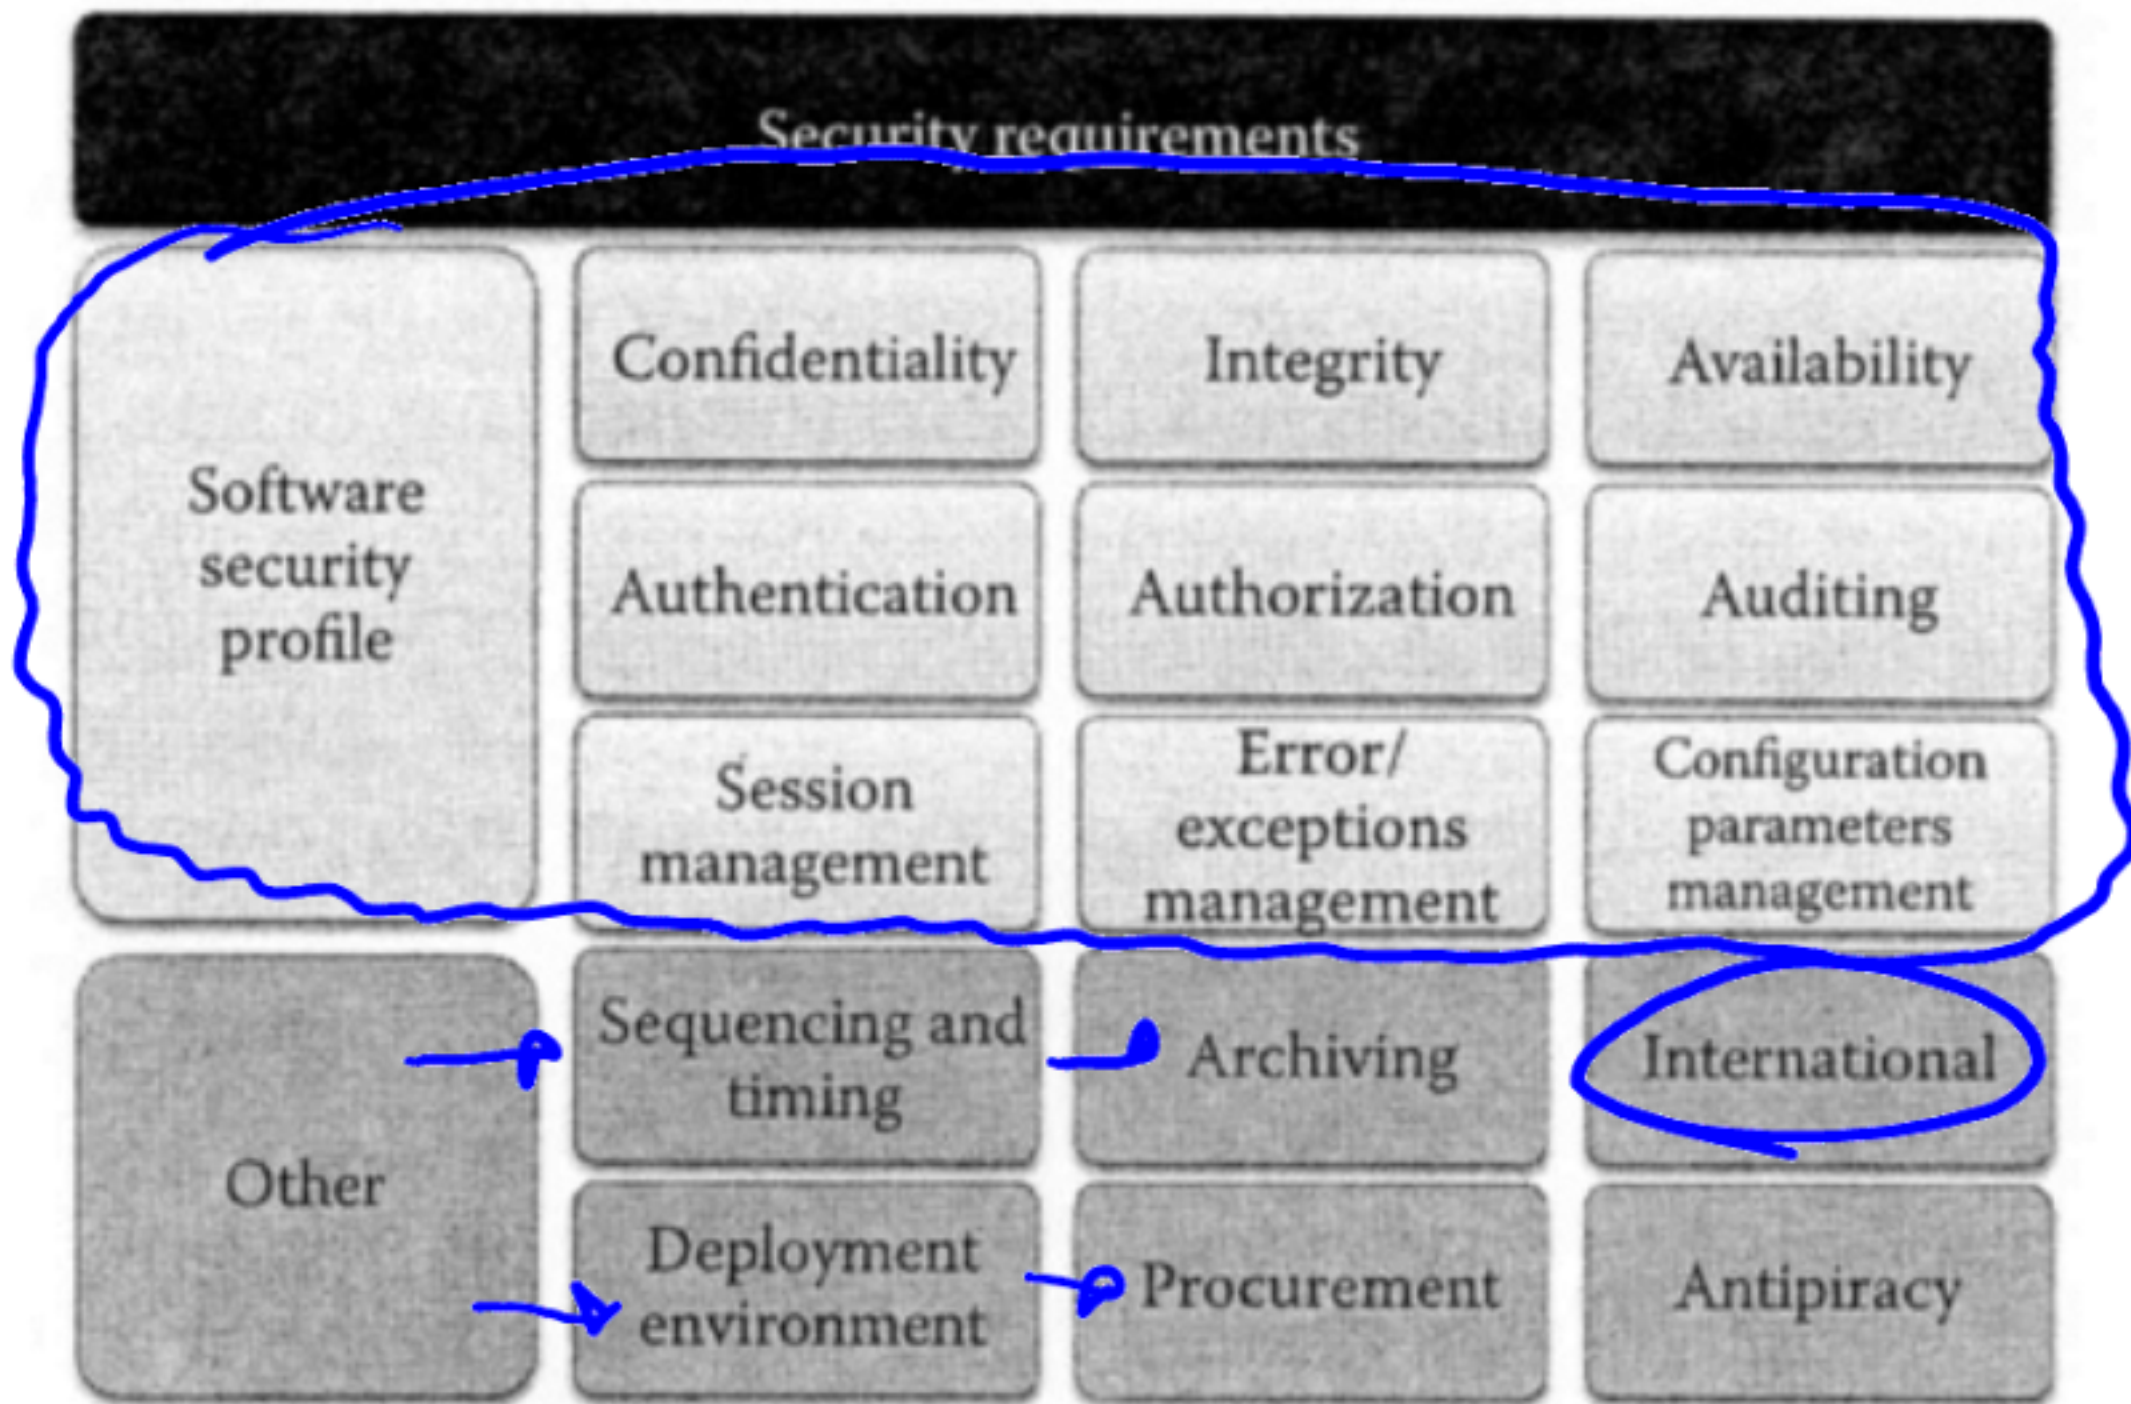 Security requirements
Software
security
profile
Confidentiality
Integrity
Availability
Authentication
Authorization
Auditing
Session
management
Error/
exceptions
management
Configuration
parameters
management
Other
Sequencing and
timing
Archiving
International
Deployment
environment
Procurement
Antipiracy